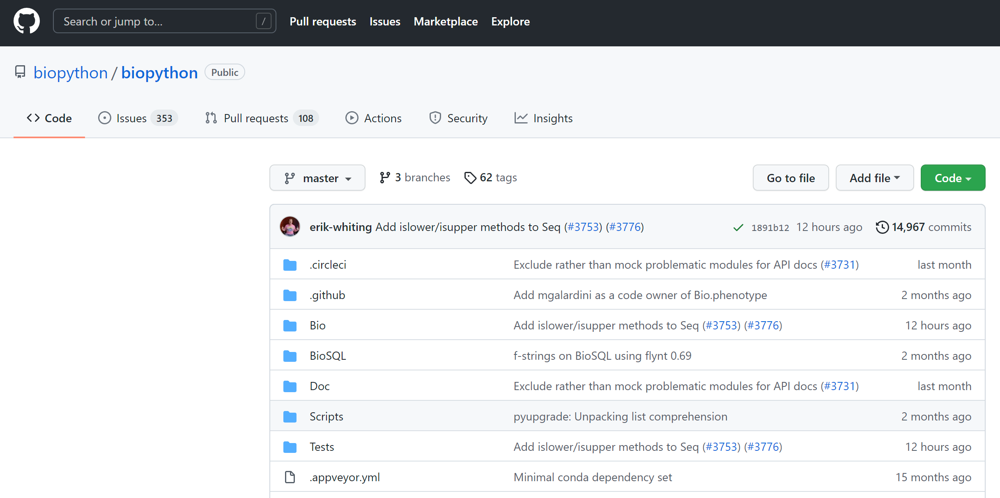 Search or jump to... / Pull requests Issues Marketplace Explore
biopython / biopython Public
Code Issues 353 Pull requests 108 Actions Security Insights
master 3 branches 62 tags Go to file Add file Code
erik-whiting Add islower/isupper methods to Seq (#3753) (#3776) 1891b12 12 hours ago 14,967 commits
.circleci Exclude rather than mock problematic modules for API docs (#3731) last month
.github Add mgalardini as a code owner of Bio.phenotype 2 months ago
Bio Add islower/isupper methods to Seq (#3753) (#3776) 12 hours ago
BioSQL f-strings on BioSQL using flynt 0.69 2 months ago
Doc Exclude rather than mock problematic modules for API docs (#3731) last month
Scripts pyupgrade: Unpacking list comprehension 2 months ago
Tests Add islower/isupper methods to Seq (#3753) (#3776) 12 hours ago
.appveyor.yml Minimal conda dependency set 15 months ago